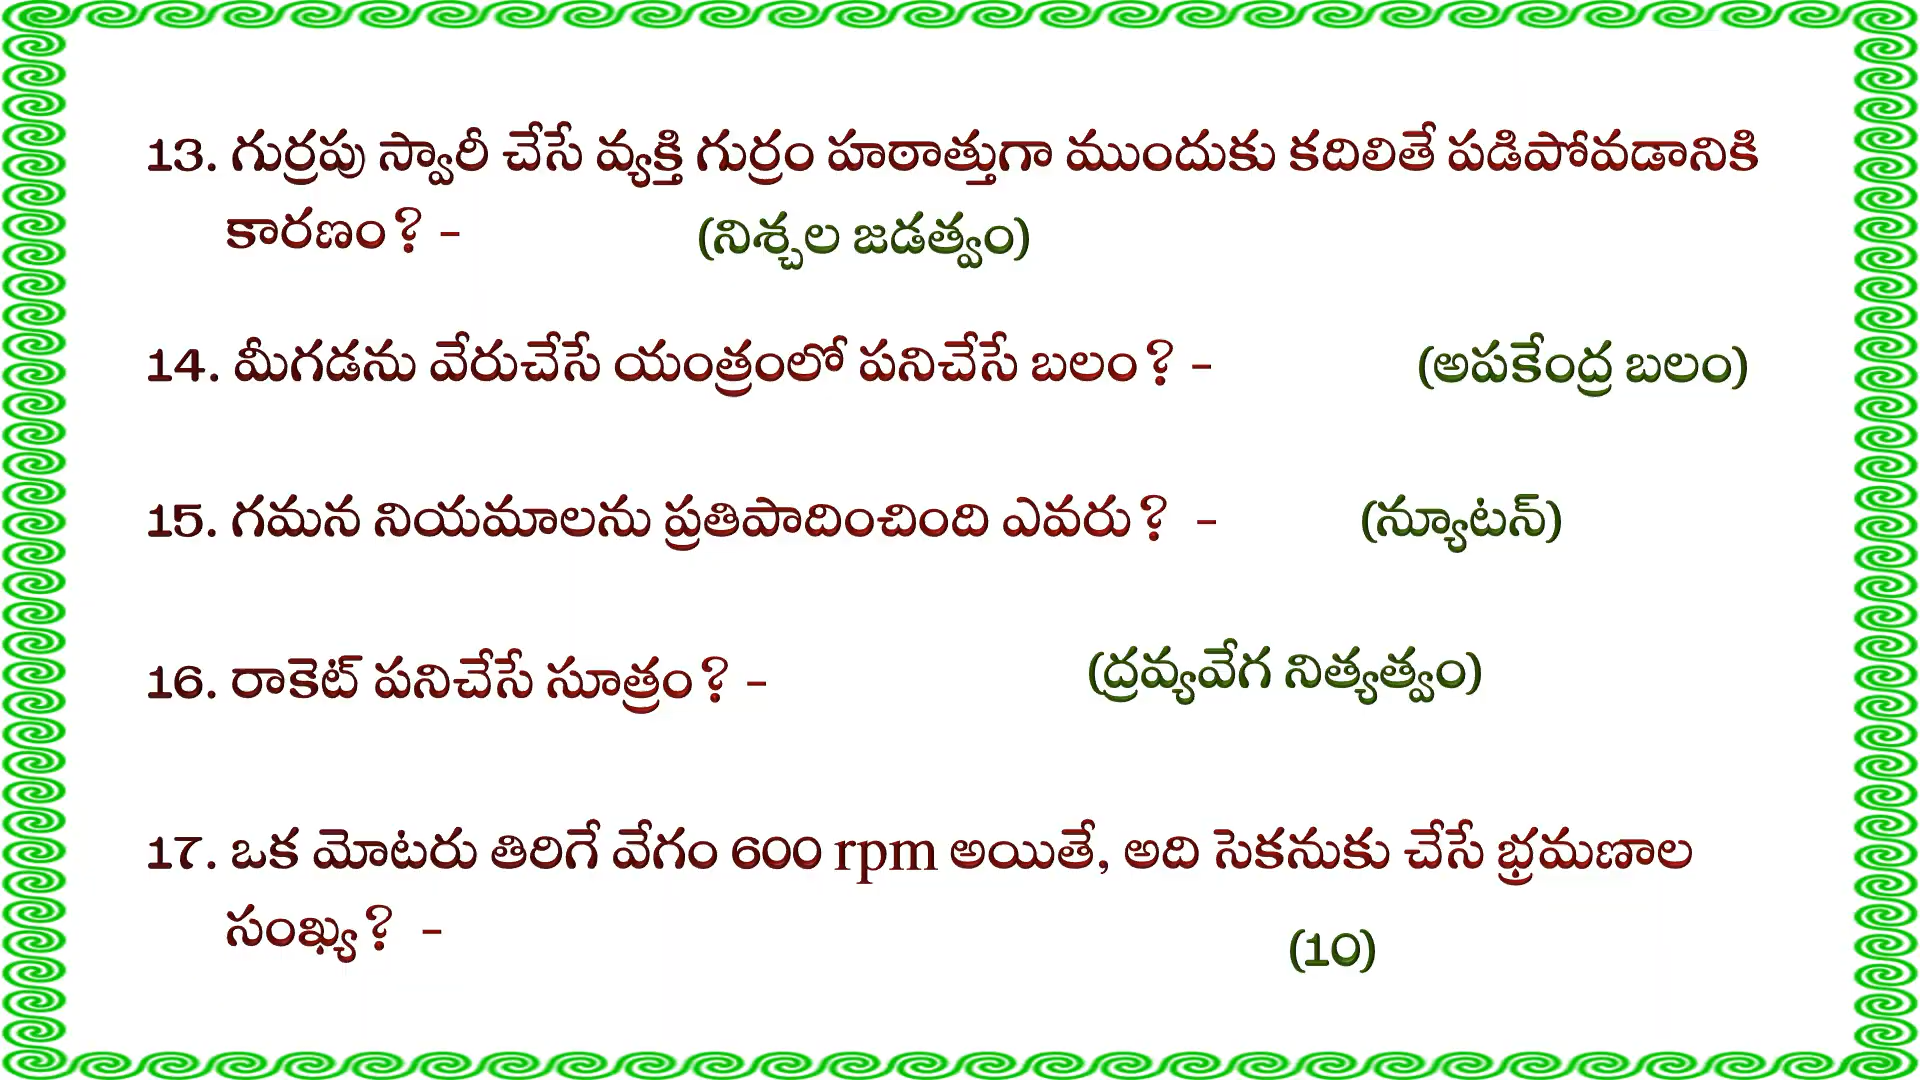 13. గుర్రపు స్వారీ చేసే వ్యక్తి గుర్రం హఠాత్తుగా ముందుకు కదిలితే పడిపోవడానికి
కారణం? - (నిశ్చల జడత్వం)
14. మీగడను వేరుచేసే యంత్రంలో పనిచేసే బలం? - (అపకేంద్ర బలం)
15. గమన నియమాలను ప్రతిపాదించింది ఎవరు? - (న్యూటన్)
16. రాకెట్ పనిచేసే సూత్రం? - (ద్రవ్యవేగ నిత్యత్వం)
17. ఒక మోటరు తిరిగే వేగం 600 rpm అయితే, అది సెకనుకు చేసే భ్రమణాల
సంఖ్య? - (10)